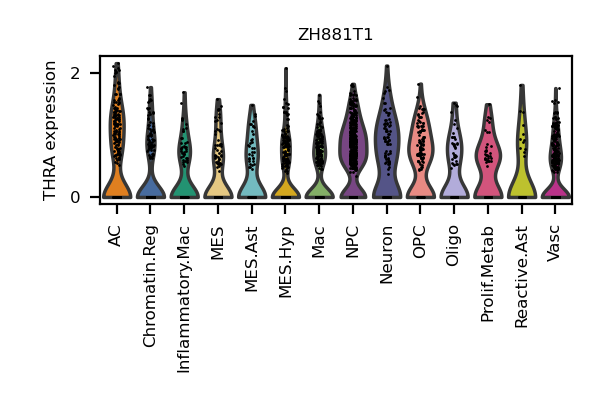 ZH881T1
THRA expression
2
0
AC
Chromatin.Reg
Inflammatory.Mac
MES
MES.Ast
MES.Hyp
Mac
NPC
Neuron
OPC
Oligo
Prolif.Metab
Reactive.Ast
Vasc